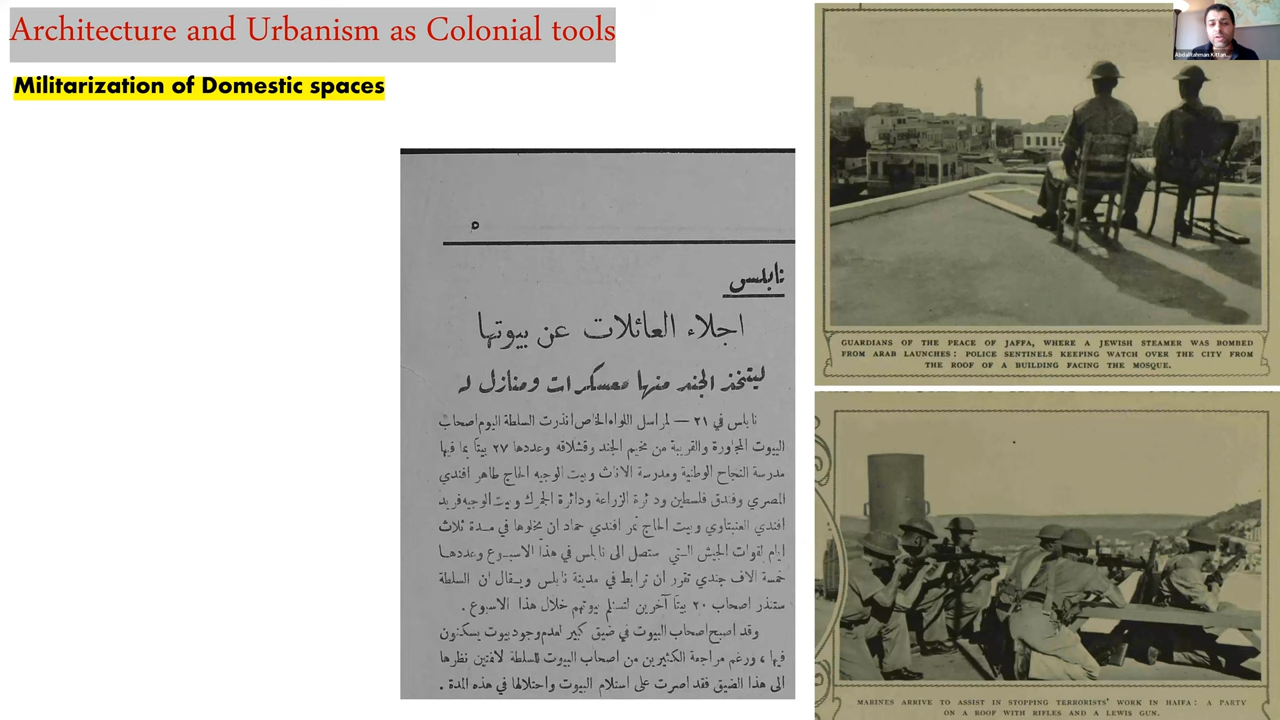 Architecture and Urbanism as Colonial tools
Militarization of Domestic spaces
٥
نابلس
اجلاء العائلات عن بيوتها
ليتخذ الجند منها معسكرات ومنازل له
نابلس في ٢١ — لمراسل اللواء الخاص انذرت السلطة اليوم اصحاب
البيوت المجاورة والقريبة من مخيم الجند وقشلاقه وعددها ٢٧ بيتا بما فيها
مدرسة النجاح الوطنية ومدرسة الاناث وبيت الوجيه الحاج طاهر افندي
المصري وفندق فلسطين ودائرة الزراعة ودائرة الجمرك وبيت الوجيه فريد
افندي العنبتاوي وبيت الحاج نمر افندي حماد ان يخلوها في مدة ثلاث
ايام لقوات الجيش التي ستصل الى نابلس في هذا الاسبوع وعددها
خمسة الاف جندي تقرر ان ترابط في مدينة نابلس ويقال ان السلطة
ستنذر اصحاب ٢٠ بيتا آخرين لتسلم بيوتهم خلال هذا الاسبوع .
وقد اصبح اصحاب البيوت في ضيق كبير لعدم وجود بيوت يسكنون
فيها ، ورغم مراجعة الكثيرين من اصحاب البيوت للسلطة لافتين نظرها
الى هذا الضيق فقد اصرت على استلام البيوت واحتلالها في هذه المدة .
AbdalRahman Kittan...
GUARDIANS OF THE PEACE OF JAFFA, WHERE A JEWISH STEAMER WAS BOMBED
FROM ARAB LAUNCHES: POLICE SENTINELS KEEPING WATCH OVER THE CITY FROM
THE ROOF OF A BUILDING FACING THE MOSQUE.
MARINES ARRIVE TO ASSIST IN STOPPING TERRORISTS' WORK IN HAIFA: A PARTY
ON A ROOF WITH RIFLES AND A LEWIS GUN.